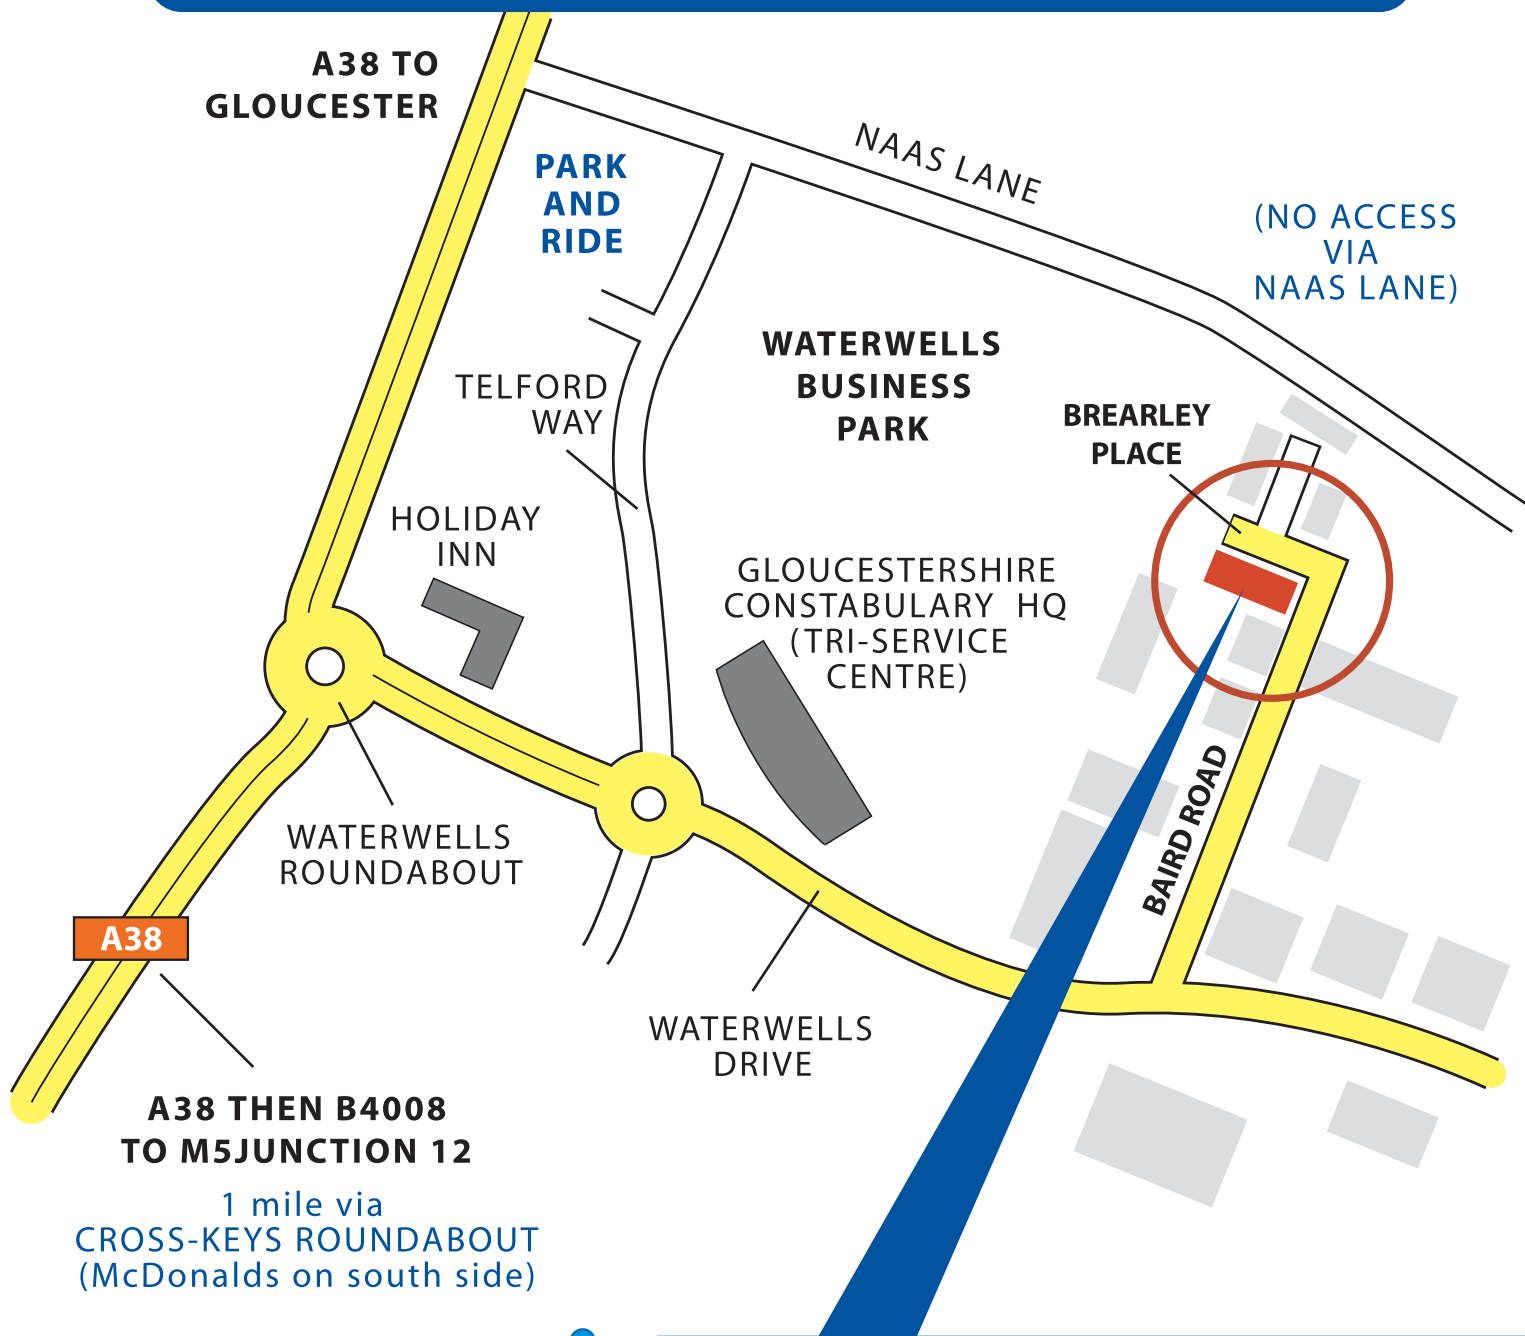 A38 TO
GLOUCESTER
PARK
AND
RIDE
NAAS LANE
(NO ACCESS
VIA
NAAS LANE)
WATERWELLS
BUSINESS
PARK
TELFORD
WAY
BREARLEY
PLACE
HOLIDAY
INN
GLOUCESTERSHIRE
CONSTABULARY HQ
(TRI-SERVICE
CENTRE)
WATERWELLS
ROUNDABOUT
BAIRD ROAD
A38
WATERWELLS
DRIVE
A38 THEN B4008
TO M5JUNCTION 12
1 mile via
CROSS-KEYS ROUNDABOUT
(McDonalds on south side)